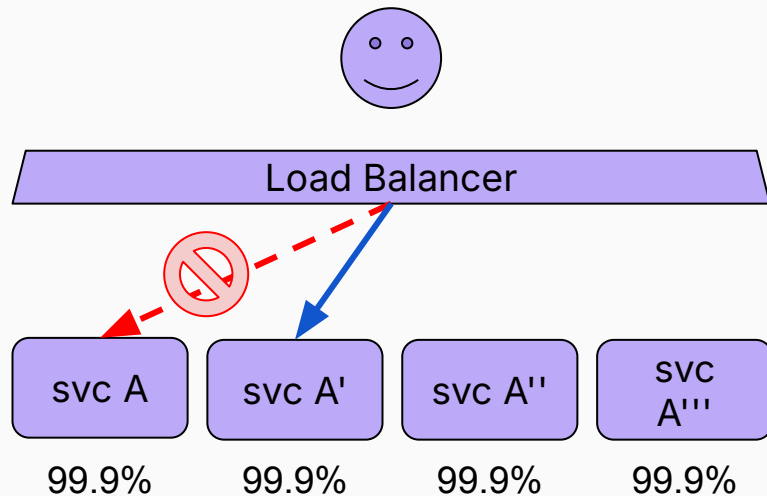 Load Balancer
svc A
svc A'
svc A''
svc
A'''
99.9%
99.9%
99.9%
99.9%